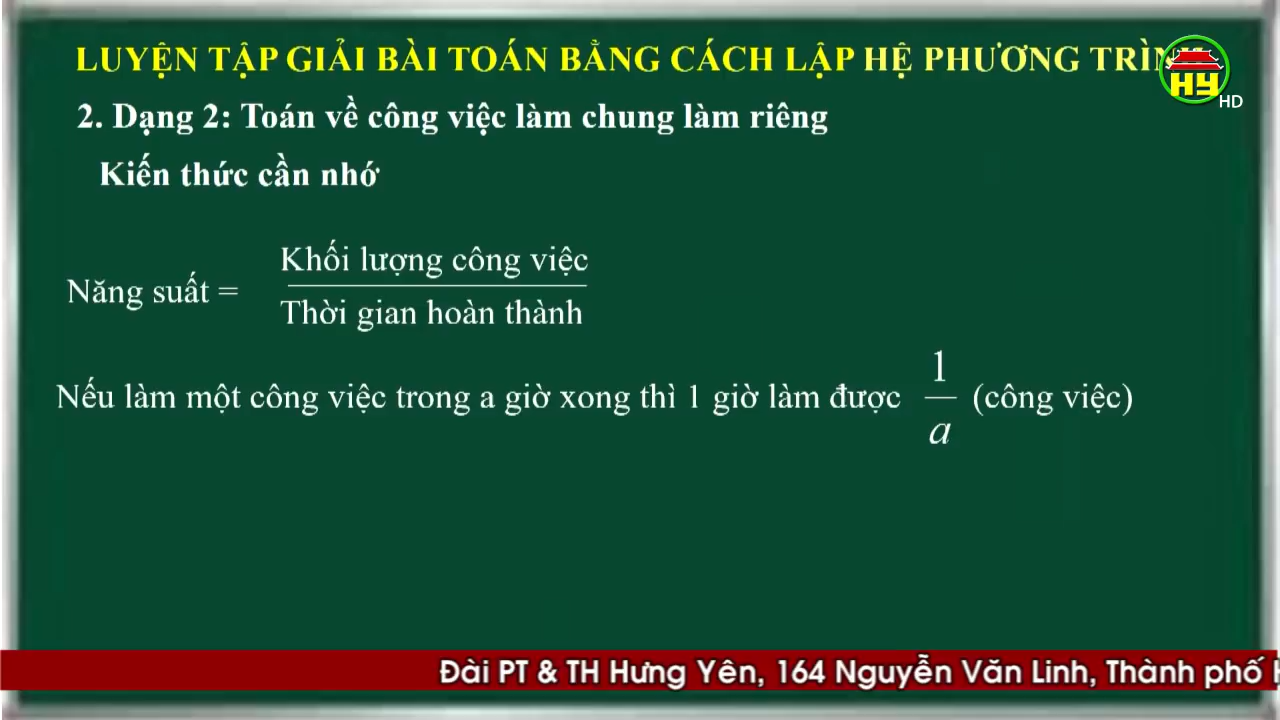 LUYỆN TẬP GIẢI BÀI TOÁN BẰNG CÁCH LẬP HỆ PHƯƠNG TRÌNH
HY HD
2. Dạng 2: Toán về công việc làm chung làm riêng
Kiến thức cần nhớ
Năng suất = Khối lượng công việc
Thời gian hoàn thành
Nếu làm một công việc trong a giờ xong thì 1 giờ làm được 1/a (công việc)
Đài PT & TH Hưng Yên, 164 Nguyễn Văn Linh, Thành phố